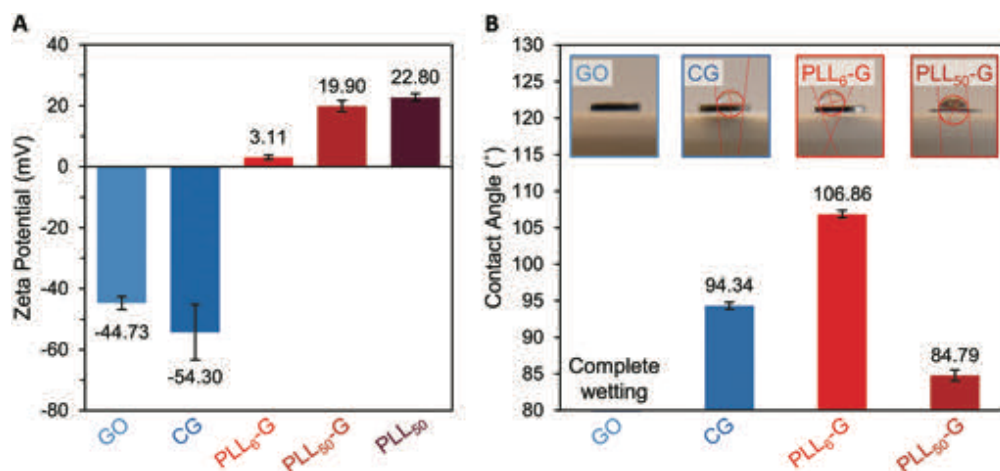 A
Zeta Potential (mV)
40
20
0
-20
-40
-60
-80
-44.73
-54.30
3.11
19.90
22.80
GO
CG
PLL₆-G
PLL₅₀-G
PLL₅₀
B
Contact Angle (°)
130
125
120
115
110
105
100
95
90
85
80
GO
CG
PLL₆-G
PLL₅₀-G
Complete
wetting
94.34
106.86
84.79
GO
CG
PLL₆-G
PLL₅₀-G